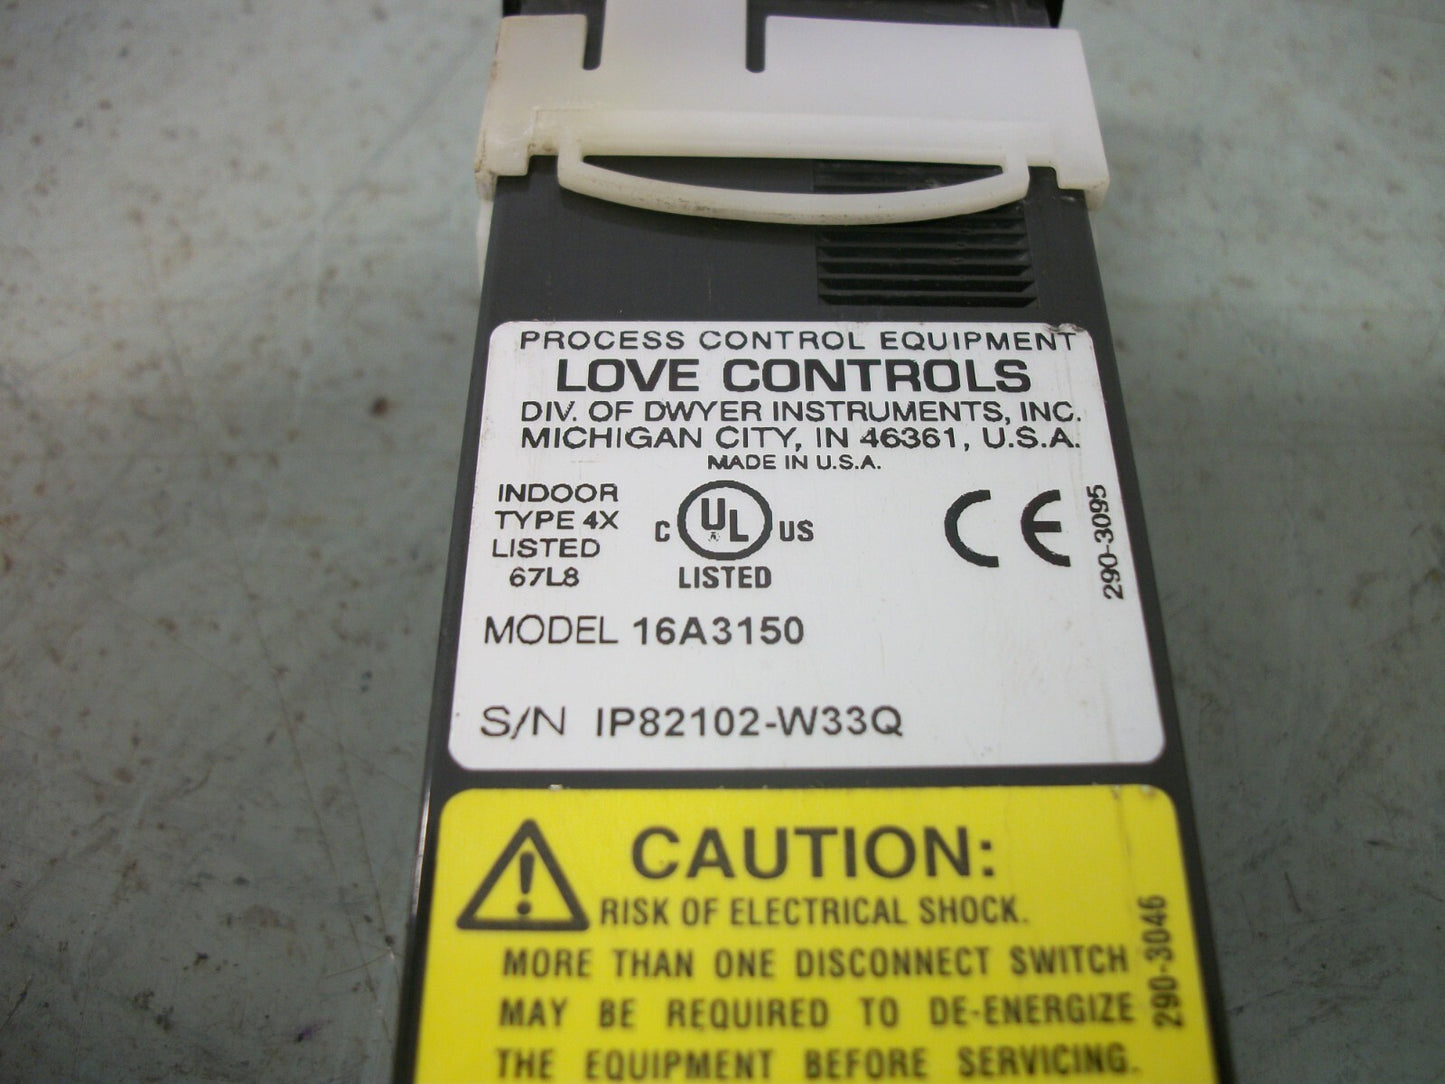 PROCESS CONTROL EQUIPMENT
LOVE CONTROLS
DIV. OF DWYER INSTRUMENTS, INC.
MICHIGAN CITY, IN 46361, U.S.A.
MADE IN U.S.A.
INDOOR
TYPE 4X
LISTED
67L8
C UL US
LISTED
CE
290-3095
MODEL 16A3150
S/N IP82102-W33Q
CAUTION:
RISK OF ELECTRICAL SHOCK.
MORE THAN ONE DISCONNECT SWITCH
MAY BE REQUIRED TO DE-ENERGIZE
THE EQUIPMENT BEFORE SERVICING.
290-3046